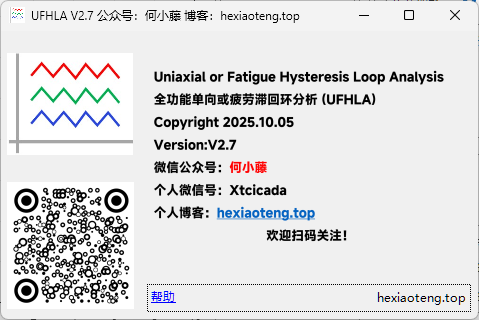 UFHLA V2.7 公众号：何小藤 博客：hexiaoteng.top
Uniaxial or Fatigue Hysteresis Loop Analysis
全功能单向或疲劳滞回环分析 (UFHLA)
Copyright 2025.10.05
Version:V2.7
微信公众号：何小藤
个人微信号：Xtcicada
个人博客：hexiaoteng.top
欢迎扫码关注！
帮助
hexiaoteng.top